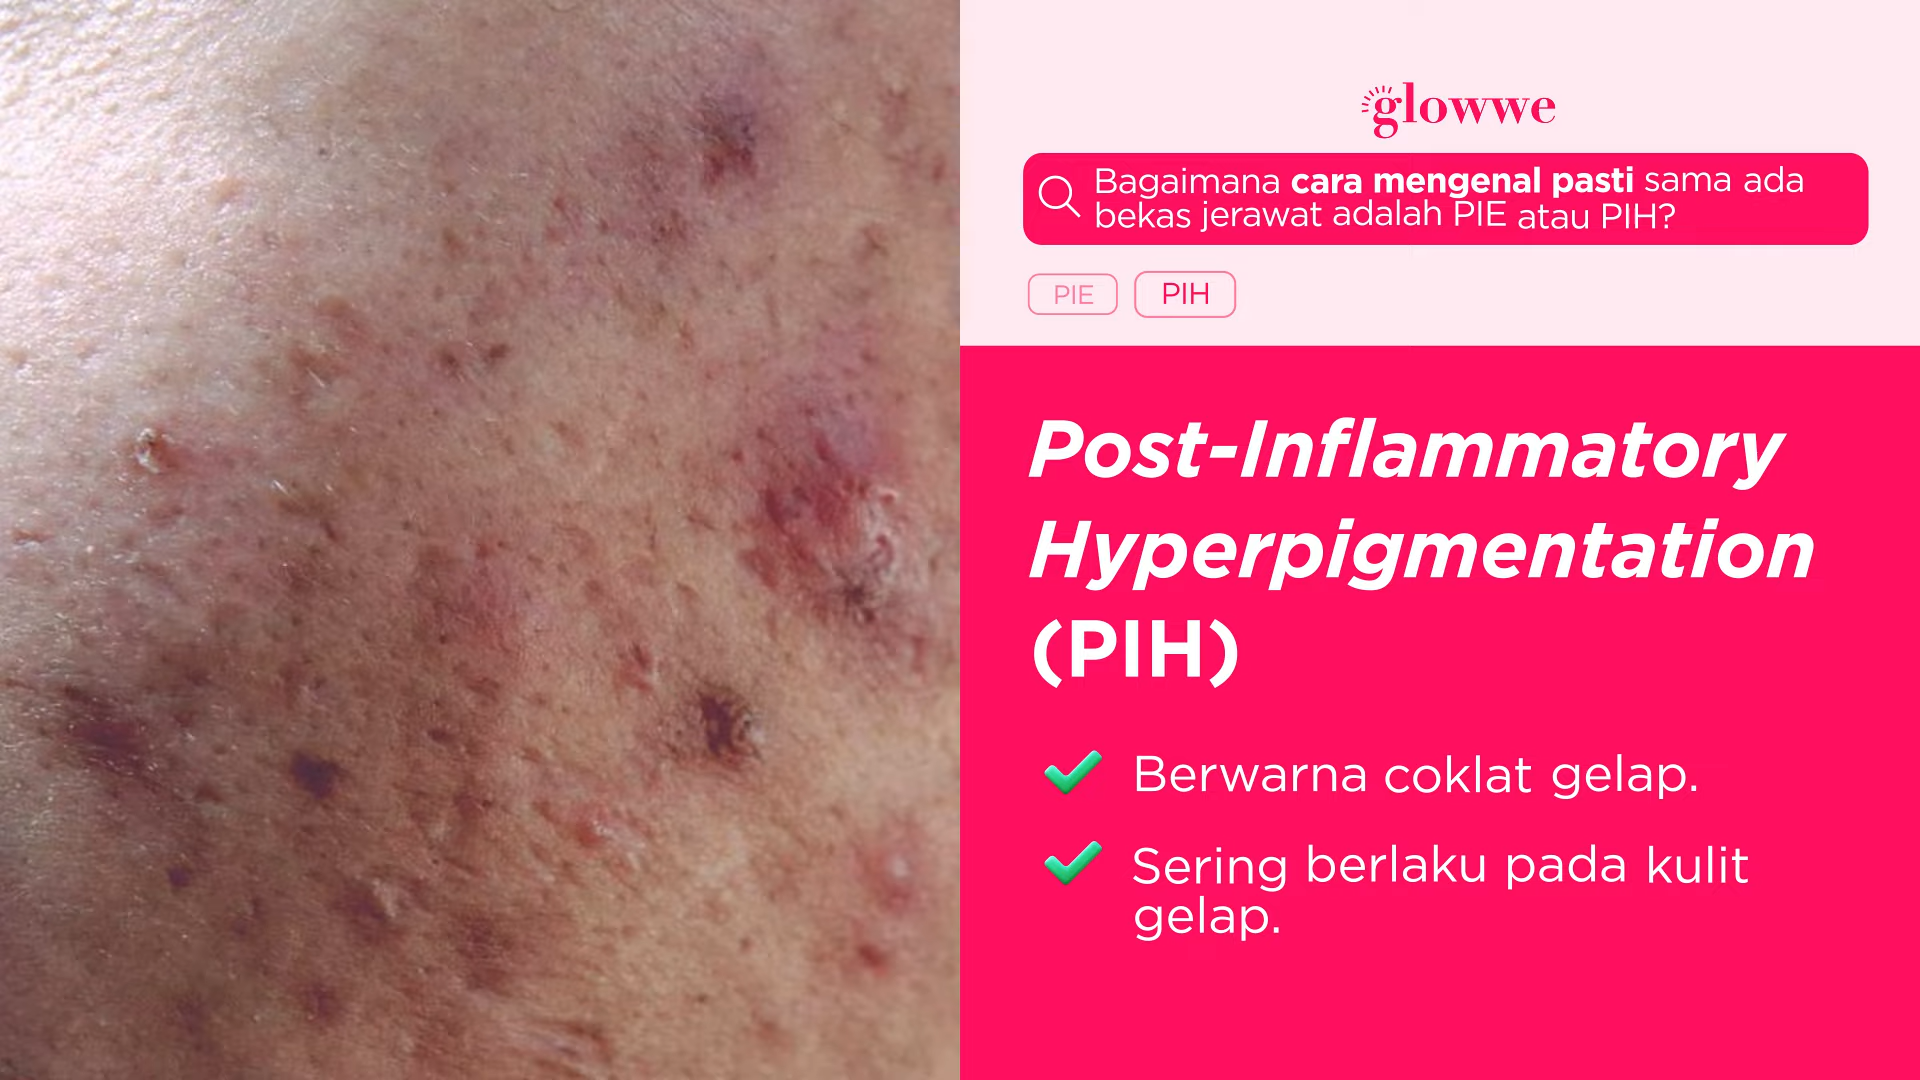 glowwe
Bagaimana cara mengenal pasti sama ada
bekas jerawat adalah PIE atau PIH?
PIE PIH
Post-Inflammatory
Hyperpigmentation
(PIH)
Berwarna coklat gelap.
Sering berlaku pada kulit
gelap.